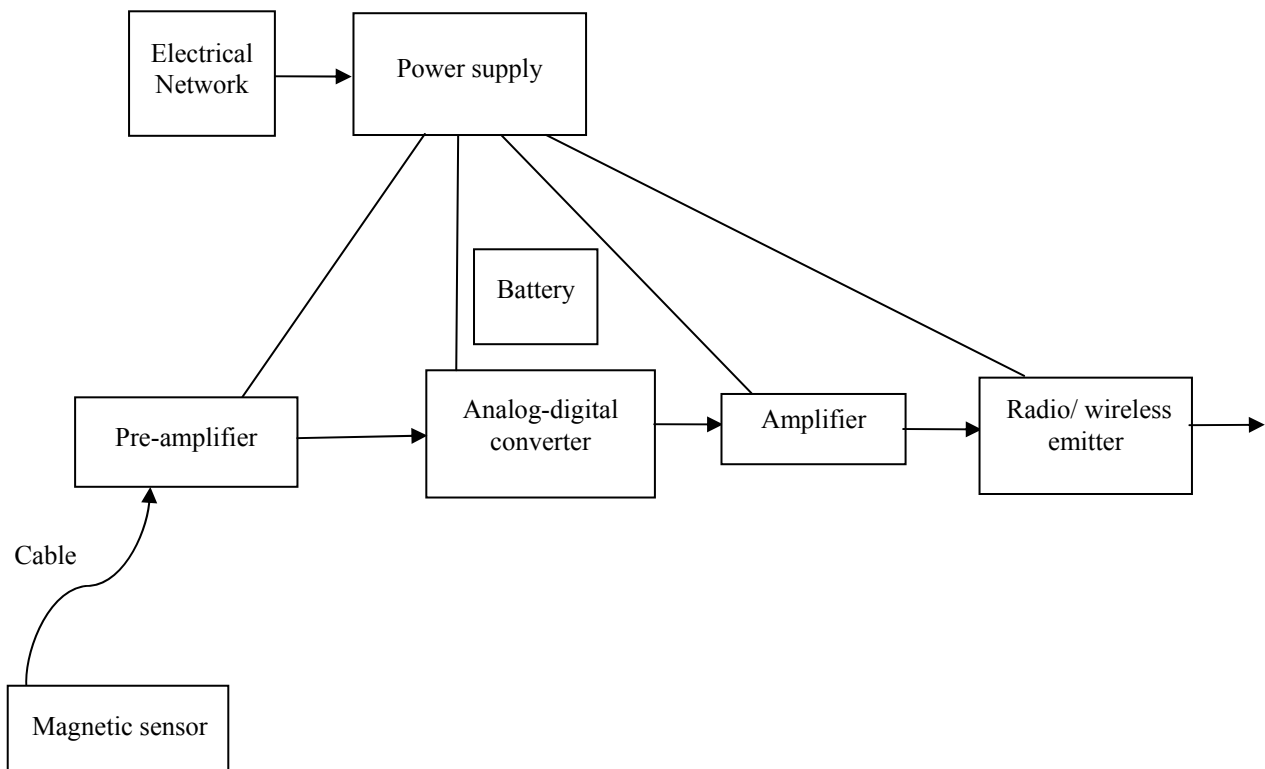 Electrical
Network
Power supply
Battery
Pre-amplifier
Analog-digital
converter
Amplifier
Radio/ wireless
emitter
Cable
Magnetic sensor